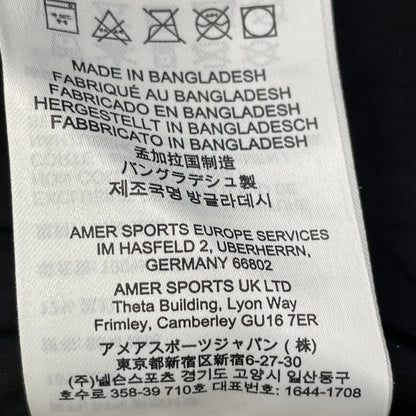 MADE IN BANGLADESH
FABRIQUÉ AU BANGLADESH
FABRICADO EN BANGLADESH
HERGESTELLT IN BANGLADESCH
FABBRICATO IN BANGLADESH
孟加拉国制造
バングラデシュ製
제조국명 방글라데시
AMER SPORTS EUROPE SERVICES
IM HASFELD 2, UBERHERRN,
GERMANY 66802
AMER SPORTS UK LTD
Theta Building, Lyon Way
Frimley, Camberley GU16 7ER
アメアスポーツジャパン (株)
東京都新宿区新宿6-27-30
(주)넬슨스포츠 경기도 고양시 일산동구
호수로 358-39 710호 대표번호: 1644-1708